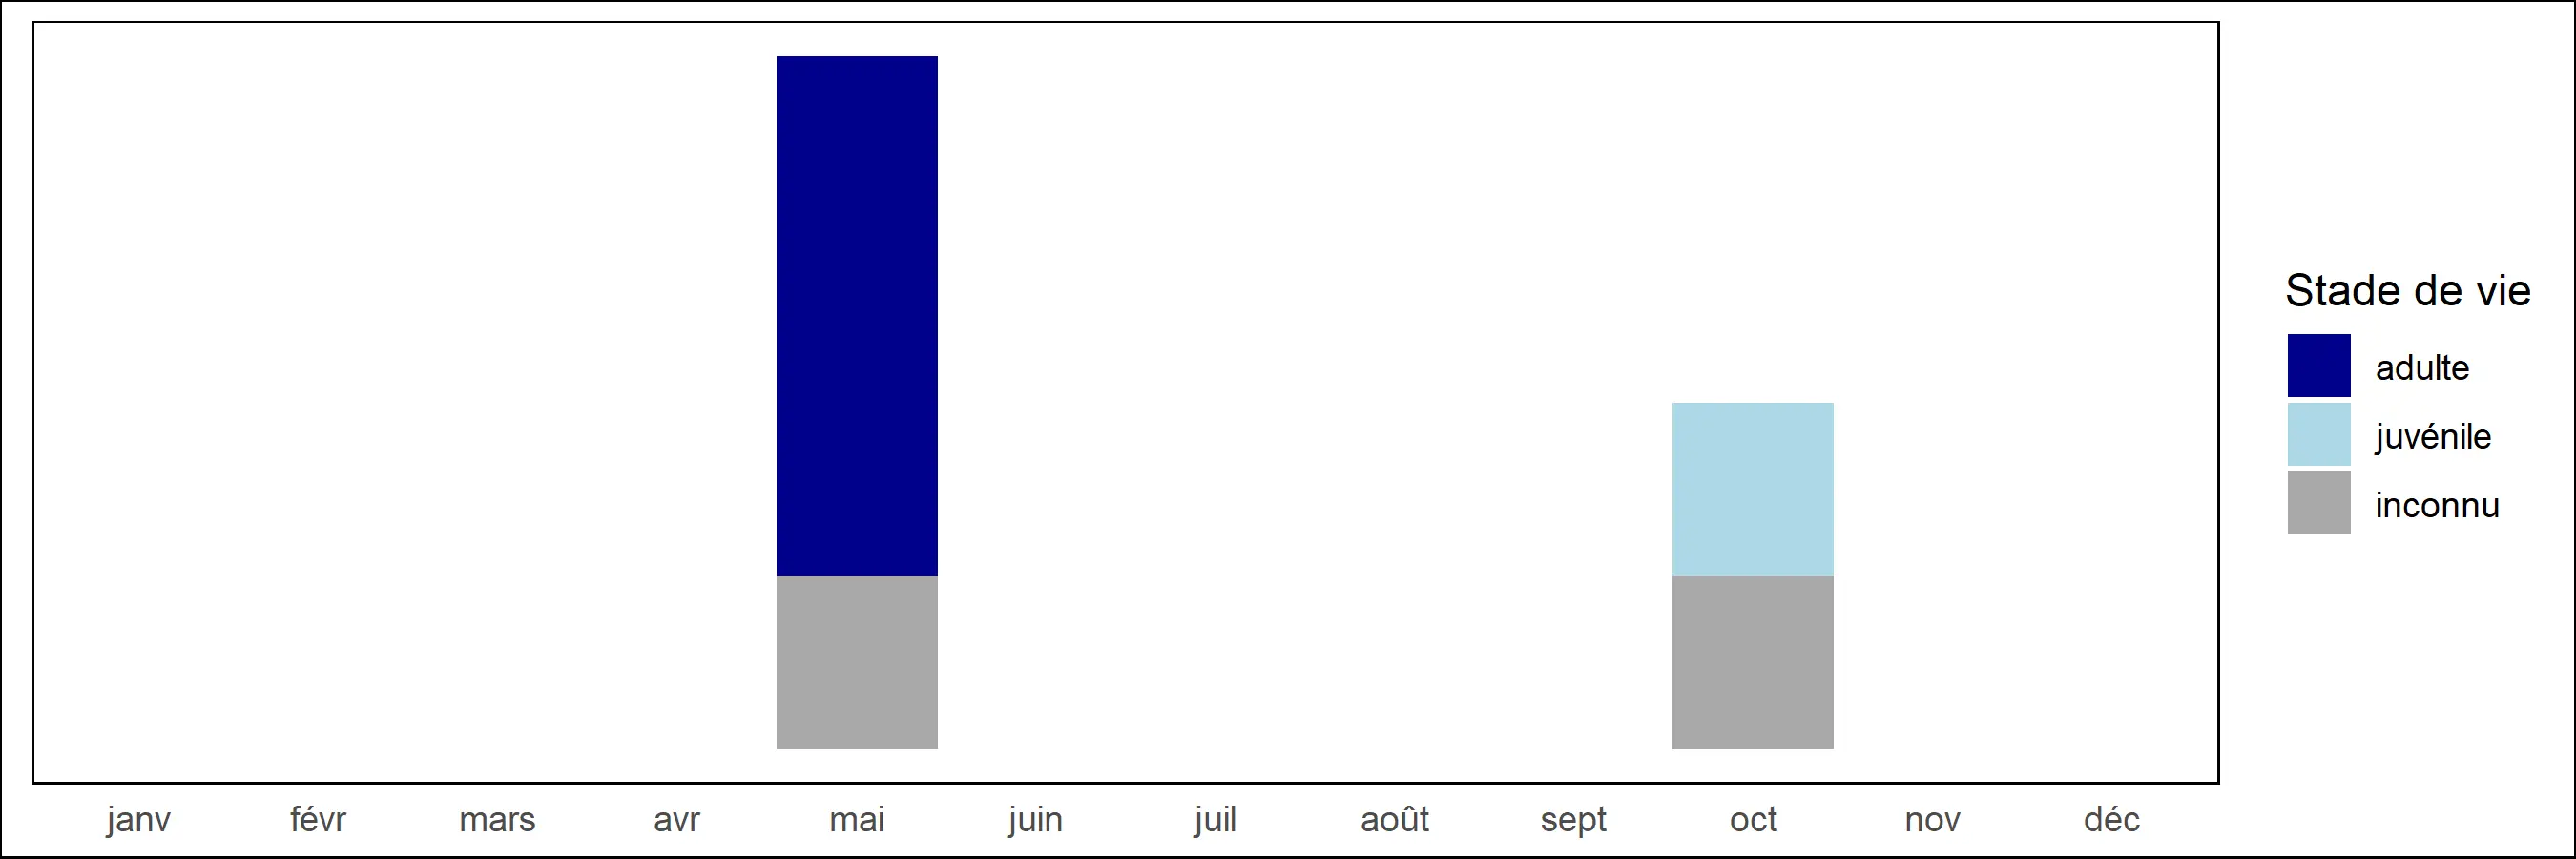 Stade de vie
adulte
juvénile
inconnu
janv févr mars avr mai juin juil août sept oct nov déc